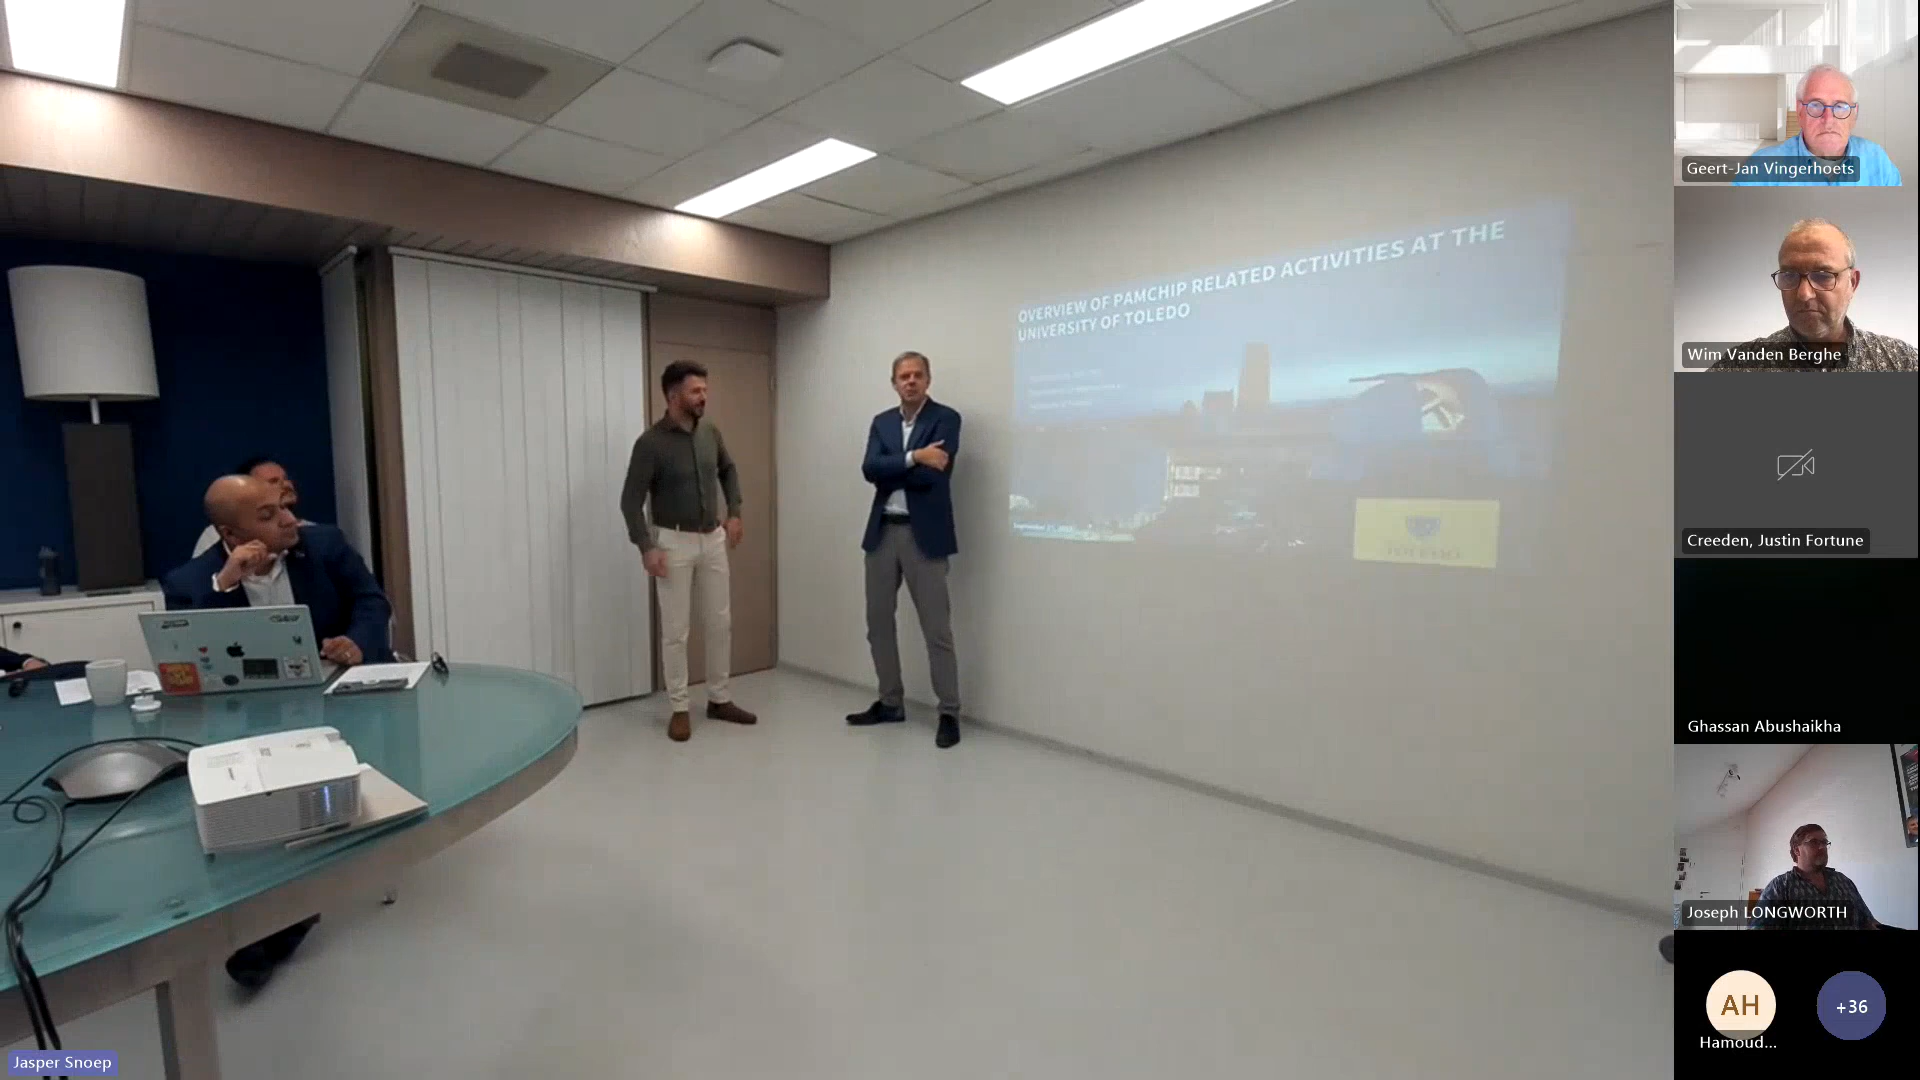 OVERVIEW OF PAMCHIP RELATED ACTIVITIES AT THE
UNIVERSITY OF TOLEDO
Geert-Jan Vingerhoets
Wim Vanden Berghe
Creeden, Justin Fortune
Ghassan Abushaikha
Joseph LONGWORTH
AH
Hamoud...
+36
Jasper Snoep